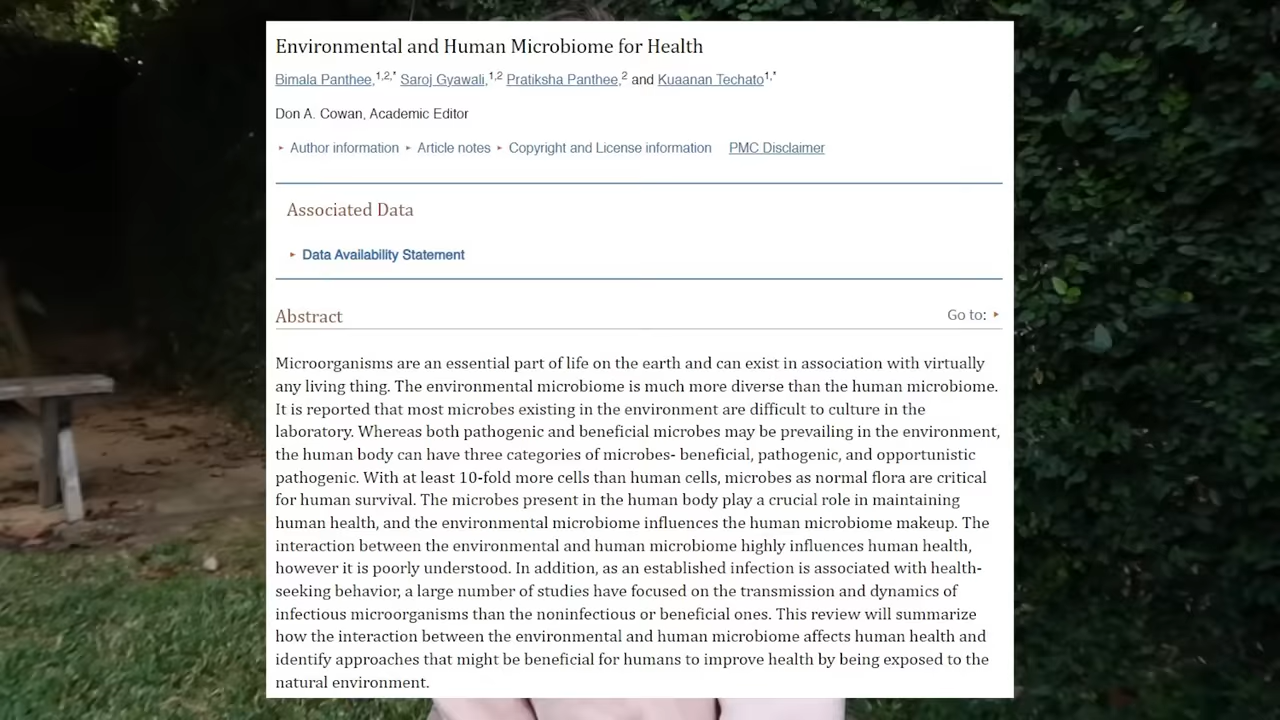 Environmental and Human Microbiome for Health
Bimala Panthee,1,2,* Saroj Gyawali,1,2 Pratiksha Panthee,2 and Kuaanan Techato1,*
Don A. Cowan, Academic Editor
▸ Author information ▸ Article notes ▸ Copyright and License information PMC Disclaimer
Associated Data
▸ Data Availability Statement
Abstract
Go to: ▸
Microorganisms are an essential part of life on the earth and can exist in association with virtually
any living thing. The environmental microbiome is much more diverse than the human microbiome.
It is reported that most microbes existing in the environment are difficult to culture in the
laboratory. Whereas both pathogenic and beneficial microbes may be prevailing in the environment,
the human body can have three categories of microbes- beneficial, pathogenic, and opportunistic
pathogenic. With at least 10-fold more cells than human cells, microbes as normal flora are critical
for human survival. The microbes present in the human body play a crucial role in maintaining
human health, and the environmental microbiome influences the human microbiome makeup. The
interaction between the environmental and human microbiome highly influences human health,
however it is poorly understood. In addition, as an established infection is associated with health-
seeking behavior, a large number of studies have focused on the transmission and dynamics of
infectious microorganisms than the noninfectious or beneficial ones. This review will summarize
how the interaction between the environmental and human microbiome affects human health and
identify approaches that might be beneficial for humans to improve health by being exposed to the
natural environment.